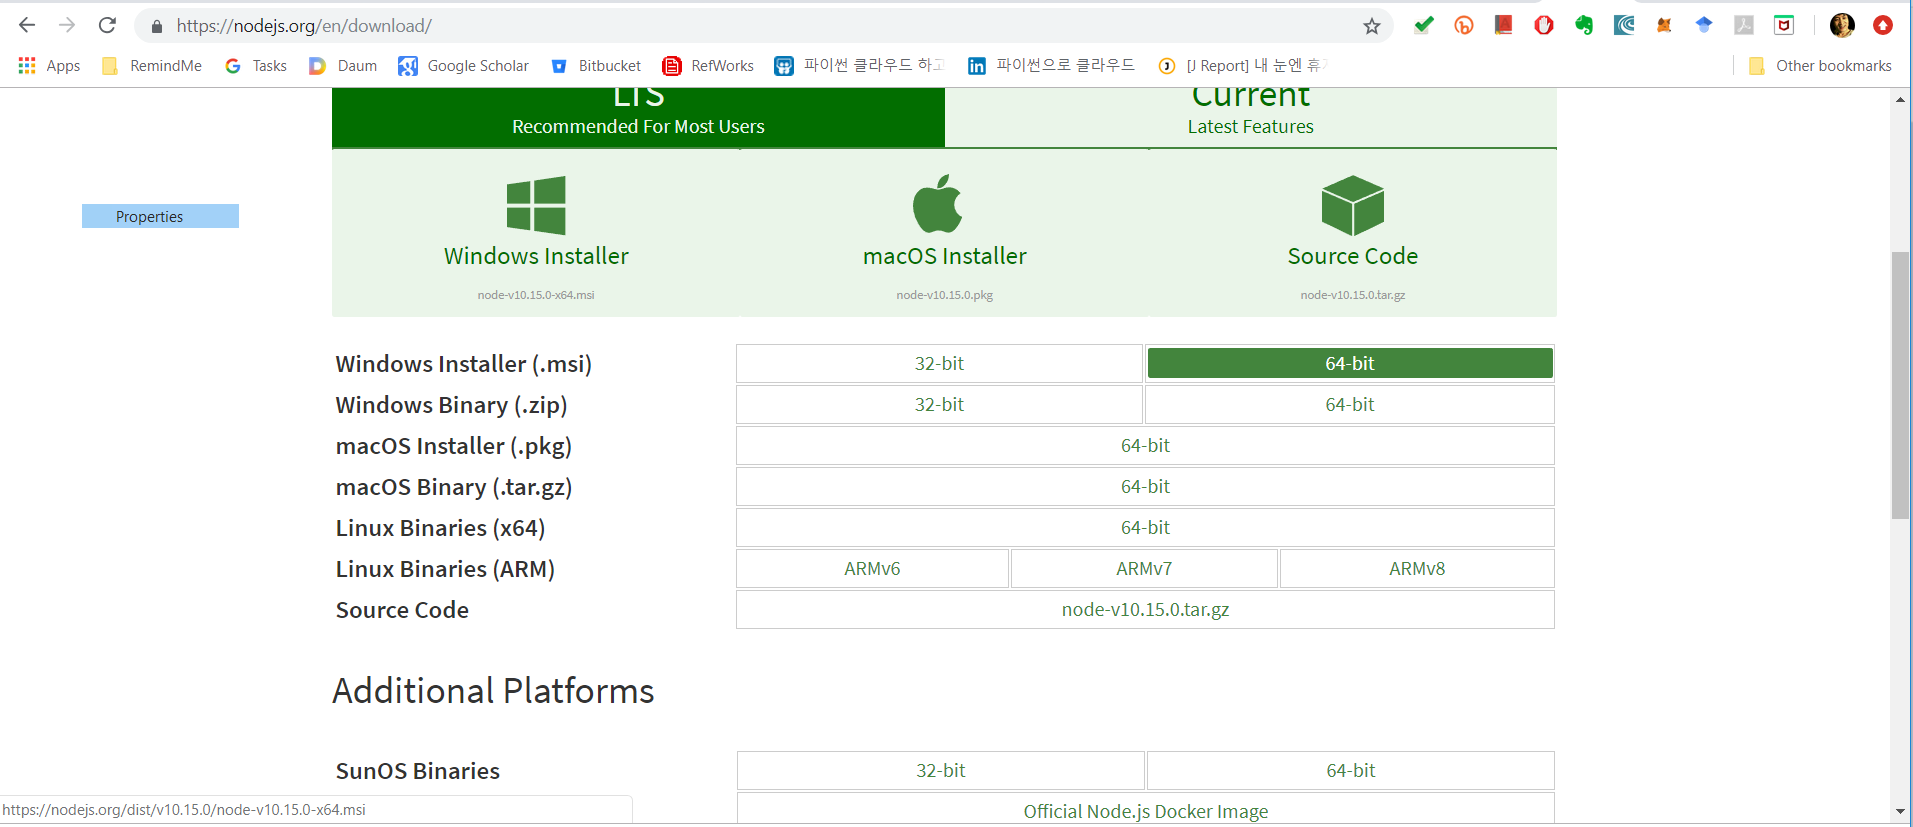 https://nodejs.org/en/download/
Apps RemindMe Tasks Daum Google Scholar Bitbucket RefWorks 파이썬 클라우드 하고 파이썬으로 클라우드 [J Report] 내 눈엔 휴지 Other bookmarks
LTS
Recommended For Most Users
Current
Latest Features
Properties
Windows Installer
node-v10.15.0-x64.msi
macOS Installer
node-v10.15.0.pkg
Source Code
node-v10.15.0.tar.gz
Windows Installer (.msi) 32-bit 64-bit
Windows Binary (.zip) 32-bit 64-bit
macOS Installer (.pkg) 64-bit
macOS Binary (.tar.gz) 64-bit
Linux Binaries (x64) 64-bit
Linux Binaries (ARM) ARMv6 ARMv7 ARMv8
Source Code node-v10.15.0.tar.gz
Additional Platforms
SunOS Binaries 32-bit 64-bit
Official Node.js Docker Image
https://nodejs.org/dist/v10.15.0/node-v10.15.0-x64.msi